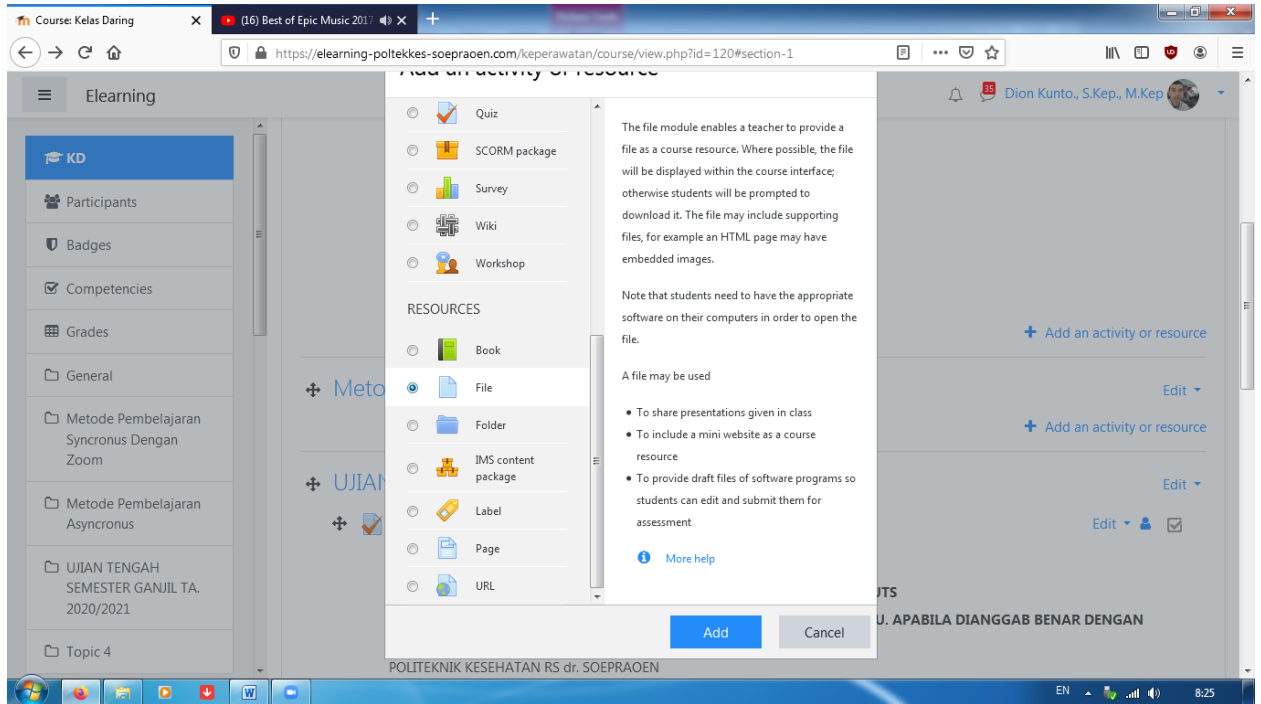 Course: Kelas Daring
(16) Best of Epic Music 2017
https://elearning-poltekkes-soepraoen.com/keperawatan/course/view.php?id=120#section-1
Elearning
35
Dion Kunto., S.Kep., M.Kep
KD
Participants
Badges
Competencies
Grades
General
Metode Pembelajaran
Syncronus Dengan
Zoom
Metode Pembelajaran
Asyncronus
UJIAN TENGAH
SEMESTER GANJIL TA.
2020/2021
Topic 4
Add an activity or resource
Quiz
SCORM package
Survey
Wiki
Workshop
RESOURCES
Book
File
Folder
IMS content
package
Label
Page
URL
The file module enables a teacher to provide a
file as a course resource. Where possible, the file
will be displayed within the course interface;
otherwise students will be prompted to
download it. The file may include supporting
files, for example an HTML page may have
embedded images.
Note that students need to have the appropriate
software on their computers in order to open the
file.
A file may be used
To share presentations given in class
To include a mini website as a course
resource
To provide draft files of software programs so
students can edit and submit them for
assessment
More help
Add
Cancel
Add an activity or resource
Meto
Edit
Add an activity or resource
UJIAN
Edit
Edit
UTS
U. APABILA DIANGGAB BENAR DENGAN
POLITEKNIK KESEHATAN RS dr. SOEPRAOEN
EN
8:25